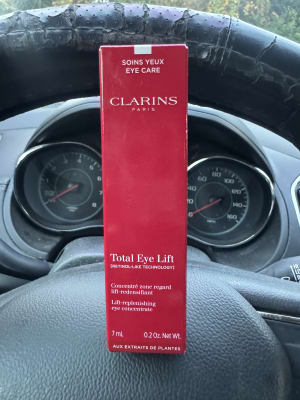 SOINS YEUX
EYE CARE
CLARINS
PARIS
Total Eye Lift
[RETINOL-LIKE TECHNOLOGY]
Concentré zone regard
lift-redensifiant
Lift-replenishing
eye concentrate
7 mL 0.2 Oz. Net Wt.
AUX EXTRAITS DE PLANTES